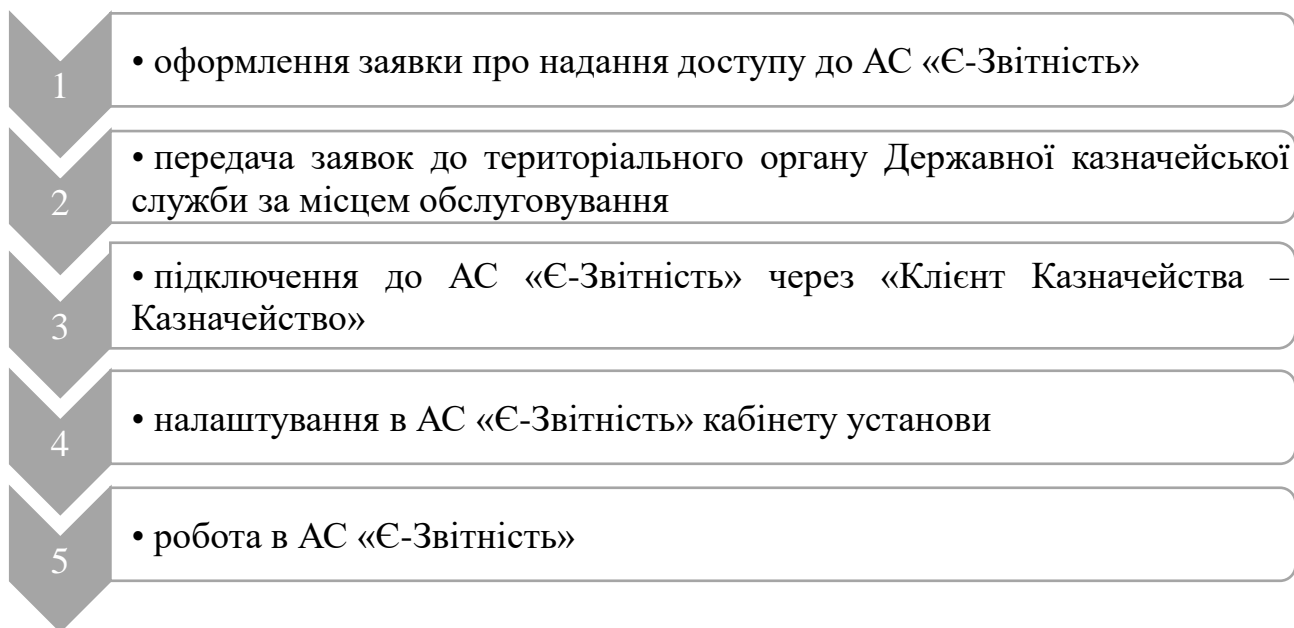 1
• оформлення заявки про надання доступу до АС «Є-Звітність»
2
• передача заявок до територіального органу Державної казначейської
служби за місцем обслуговування
3
• підключення до АС «Є-Звітність» через «Клієнт Казначейства –
Казначейство»
4
• налаштування в АС «Є-Звітність» кабінету установи
5
• робота в АС «Є-Звітність»